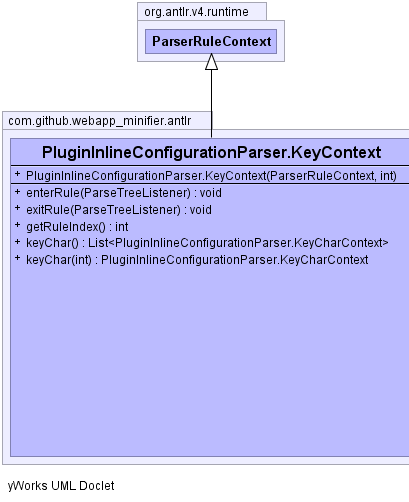 org.antlr.v4.runtime
ParserRuleContext
com.github.webapp_minifier.antlr
PluginInlineConfigurationParser.KeyContext
+ PluginInlineConfigurationParser.KeyContext(ParserRuleContext, int)
+ enterRule(ParseTreeListener) : void
+ exitRule(ParseTreeListener) : void
+ getRuleIndex() : int
+ keyChar() : List<PluginInlineConfigurationParser.KeyCharContext>
+ keyChar(int) : PluginInlineConfigurationParser.KeyCharContext
yWorks UML Doclet